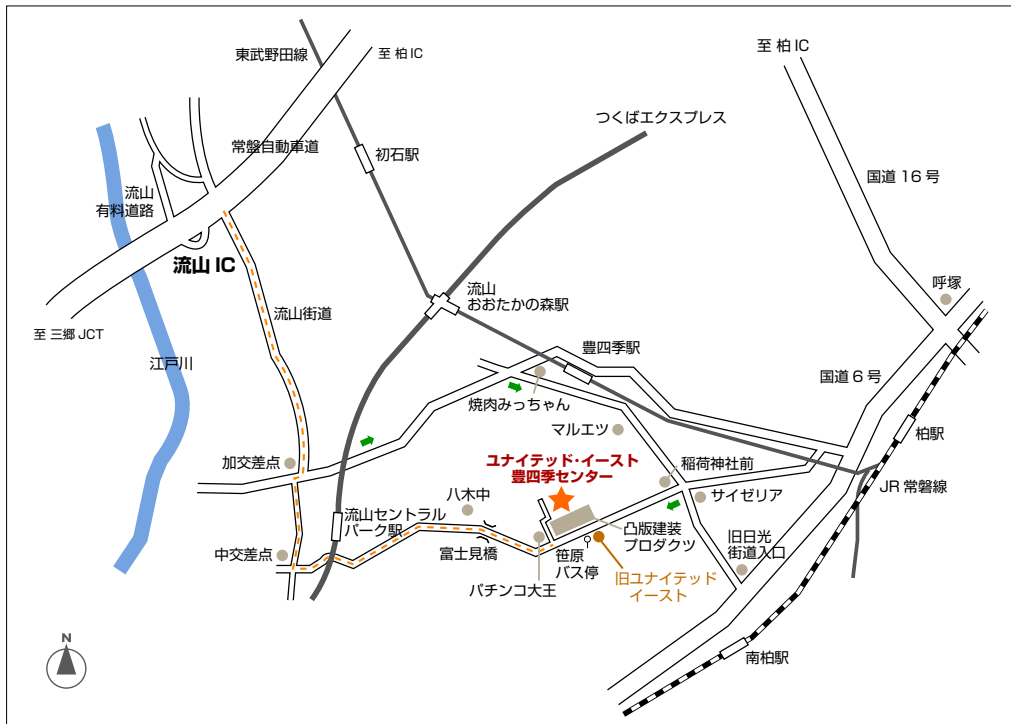 東武野田線
至 柏 IC
至 柏 IC
つくばエクスプレス
常盤自動車道
初石駅
国道 16 号
流山
有料道路
流山 IC
呼塚
流山
おおたかの森駅
流山街道
至 三郷 JCT
豊四季駅
江戸川
国道 6 号
焼肉みっちゃん
マルエツ
柏駅
加交差点
ユナイテッド・イースト
豊四季センター
稲荷神社前
JR 常磐線
八木中
サイゼリア
流山セントラル
パーク駅
凸版建装
プロダクツ
旧日光
街道入口
中交差点
富士見橋
笹原
バス停
旧ユナイテッド
イースト
パチンコ大王
南柏駅
N